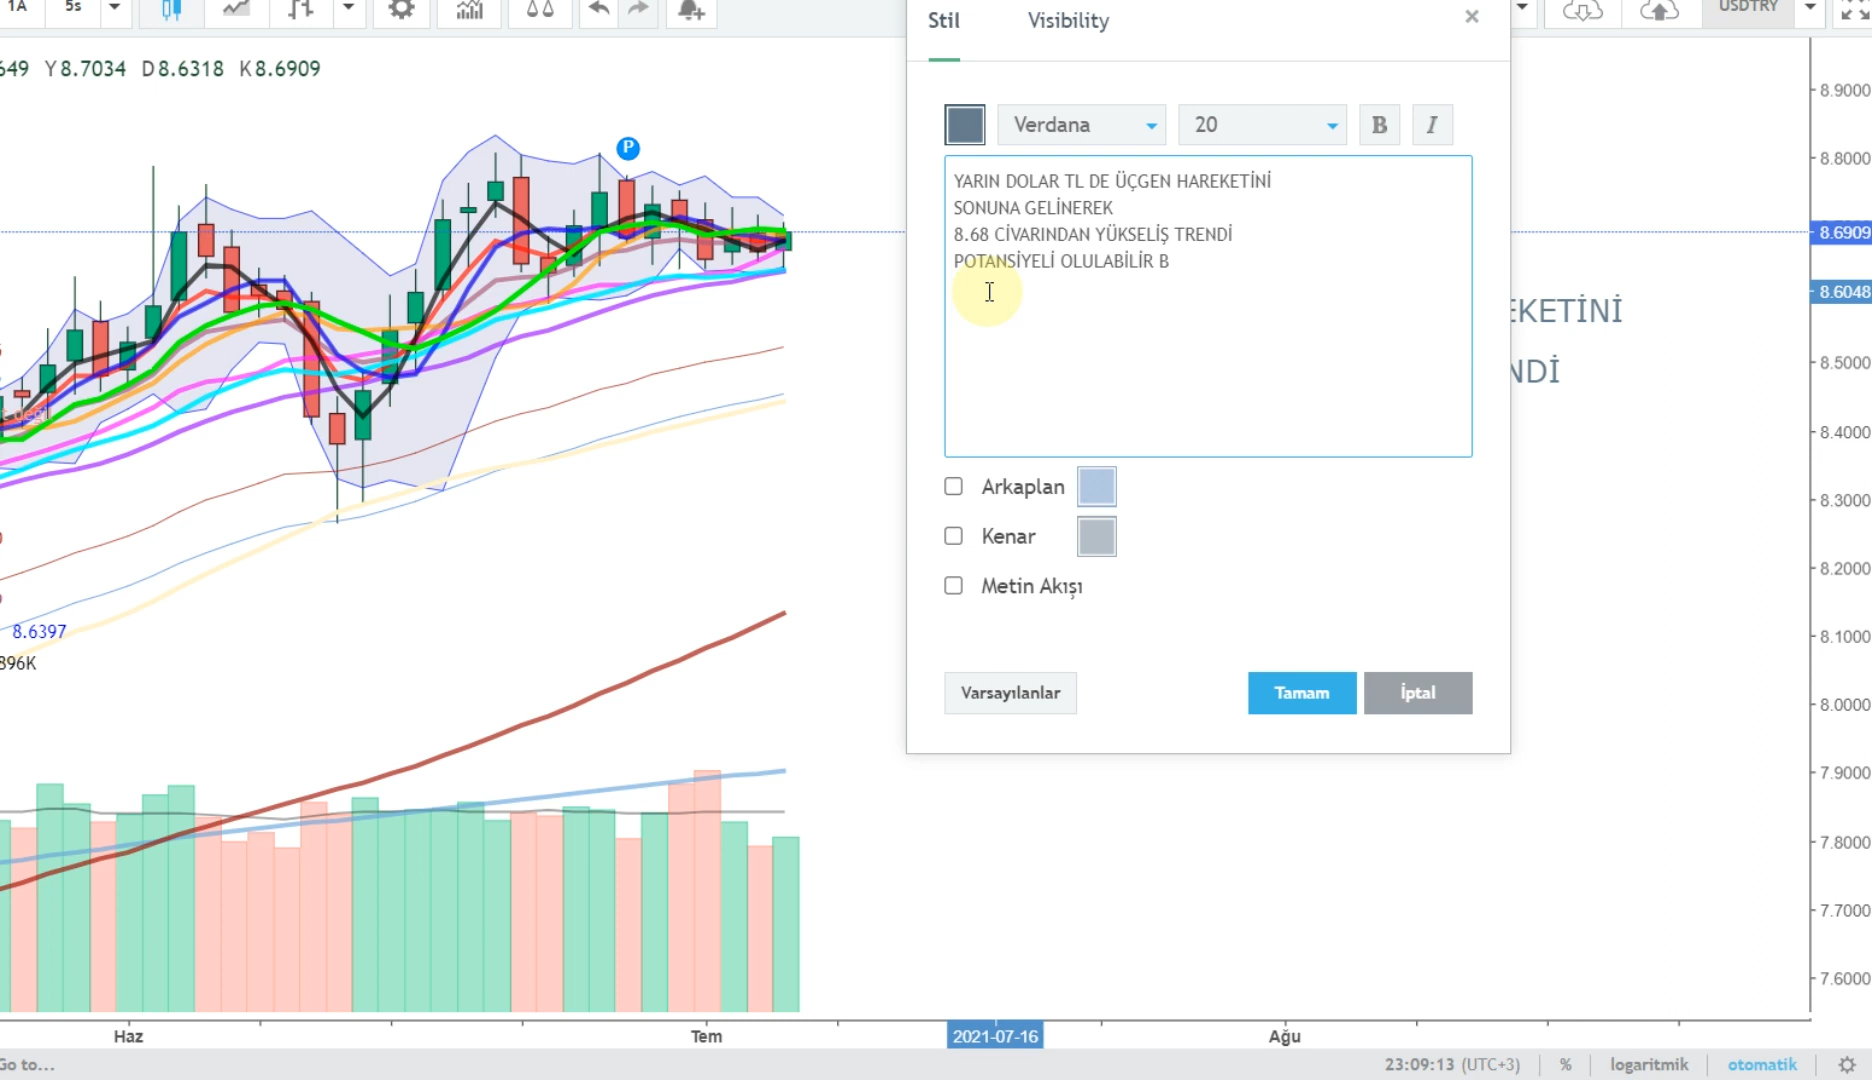 1A 5s
USDTRY
Stil Visibility ×
649 Y8.7034 D8.6318 K8.6909
Verdana 20 B I
P
YARIN DOLAR TL DE ÜÇGEN HAREKETİNİ
SONUNA GELİNEREK
8.68 CİVARINDAN YÜKSELİŞ TRENDİ
POTANSİYELİ OLULABİLİR B
EKETİNİ
NDİ
Arkaplan
Kenar
Metin Akışı
Varsayılanlar Tamam İptal
8.6397
896K
8.9000
8.8000
8.6909
8.6048
8.5000
8.4000
8.3000
8.2000
8.1000
8.0000
7.9000
7.8000
7.7000
7.6000
Haz Tem 2021-07-16 Ağu
Go to... 23:09:13 (UTC+3) % logaritmik otomatik